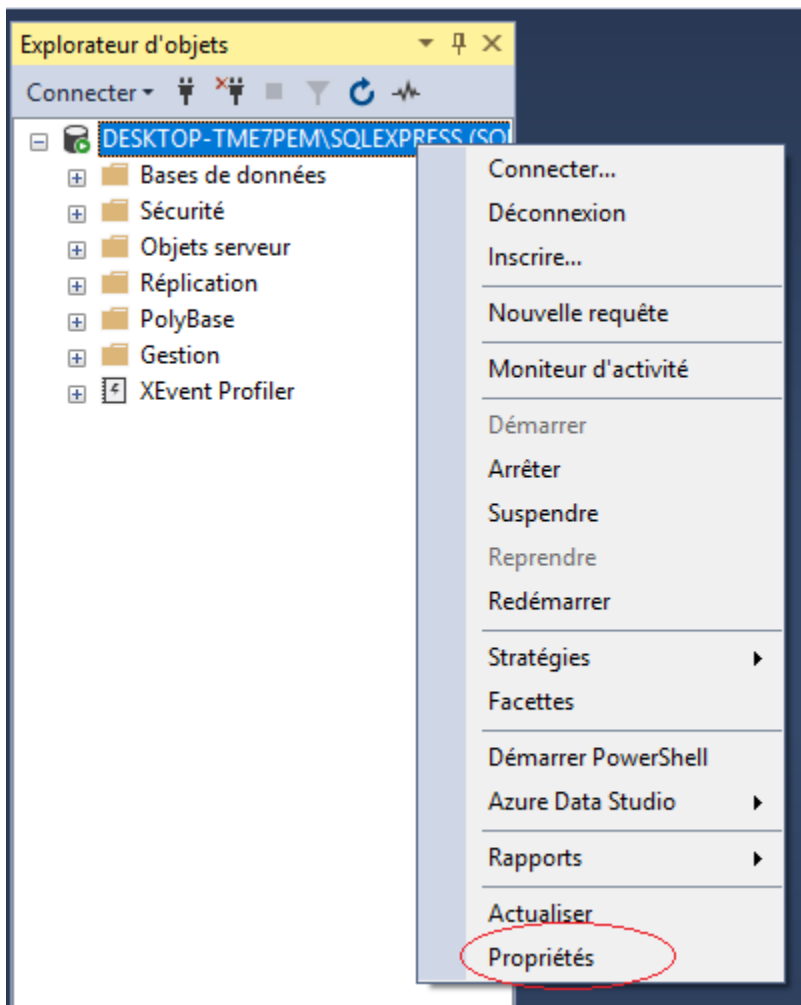 Explorateur d'objets
Connecter
DESKTOP-TME7PEM\SQLEXPRESS (SQL
Bases de données
Sécurité
Objets serveur
Réplication
PolyBase
Gestion
XEvent Profiler
Connecter...
Déconnexion
Inscrire...
Nouvelle requête
Moniteur d'activité
Démarrer
Arrêter
Suspendre
Reprendre
Redémarrer
Stratégies
Facettes
Démarrer PowerShell
Azure Data Studio
Rapports
Actualiser
Propriétés